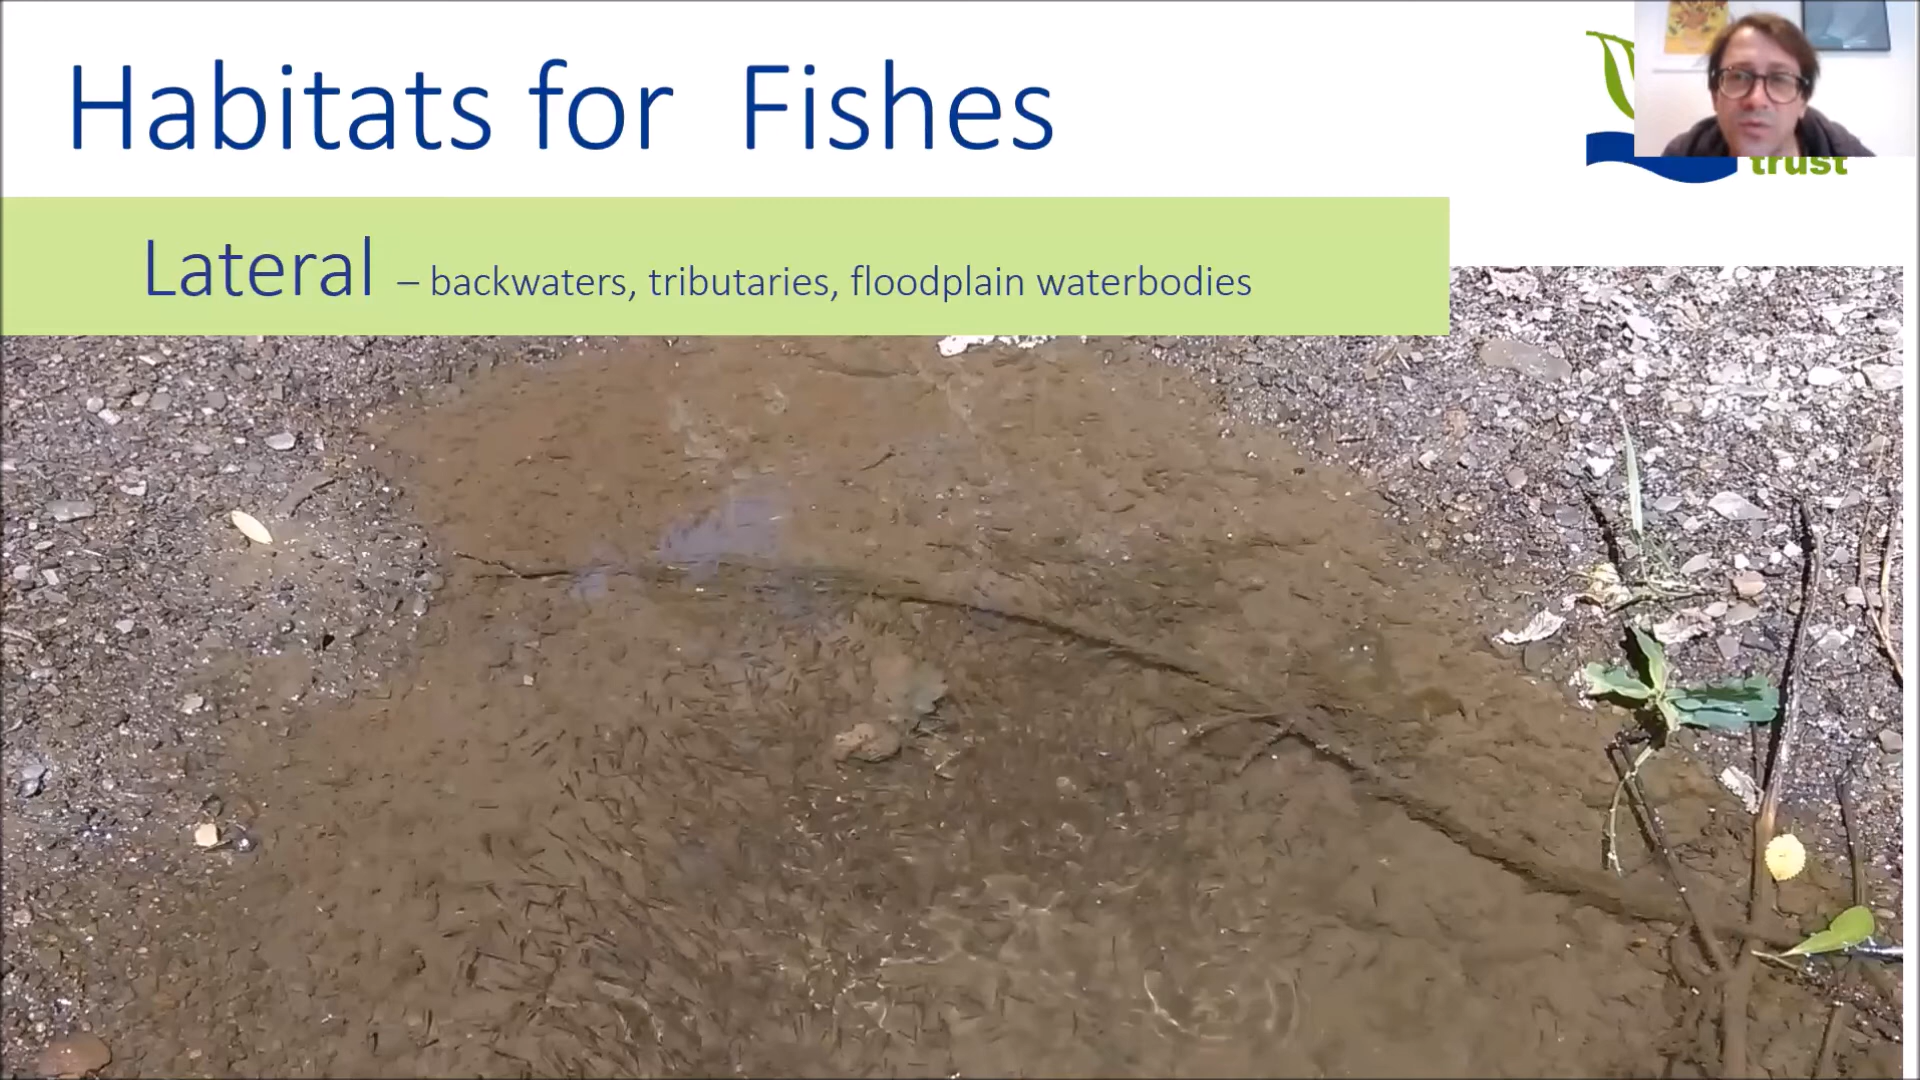 Habitats for  Fishes
Lateral – backwaters, tributaries, floodplain waterbodies
trust